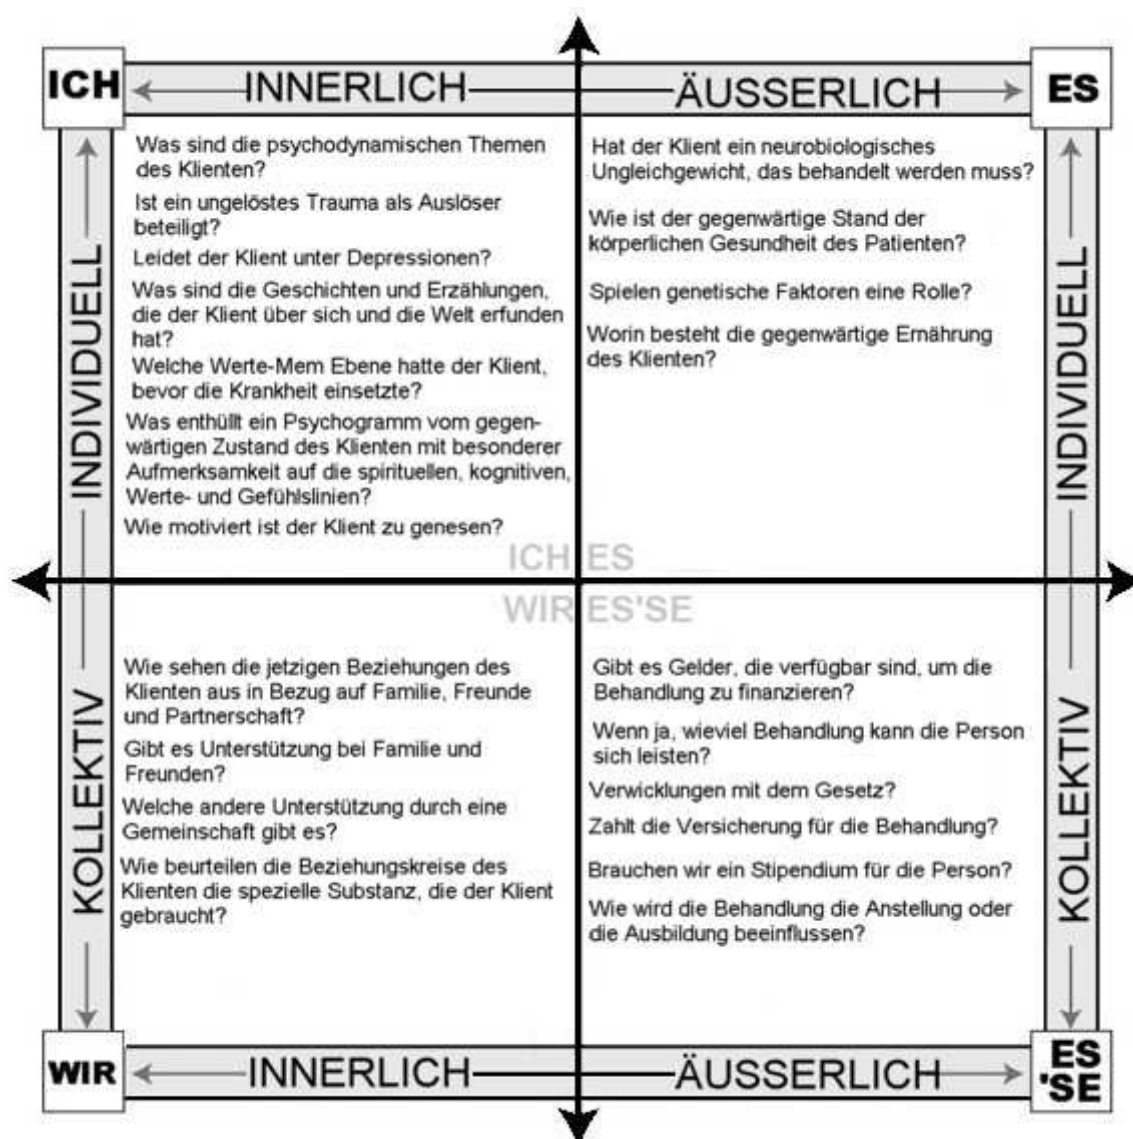 ICH
INNERLICH
ÄUSSERLICH
ES
INDIVIDUELL
Was sind die psychodynamischen Themen
des Klienten?
Ist ein ungelöstes Trauma als Auslöser
beteiligt?
Leidet der Klient unter Depressionen?
Was sind die Geschichten und Erzählungen,
die der Klient über sich und die Welt erfunden
hat?
Welche Werte-Mem Ebene hatte der Klient,
bevor die Krankheit einsetzte?
Was enthüllt ein Psychogramm vom gegen-
wärtigen Zustand des Klienten mit besonderer
Aufmerksamkeit auf die spirituellen, kognitiven,
Werte- und Gefühlslinien?
Wie motiviert ist der Klient zu genesen?
Hat der Klient ein neurobiologisches
Ungleichgewicht, das behandelt werden muss?
Wie ist der gegenwärtige Stand der
körperlichen Gesundheit des Patienten?
Spielen genetische Faktoren eine Rolle?
Worin besteht die gegenwärtige Ernährung
des Klienten?
INDIVIDUELL
ICH ES
WIR ES'SE
KOLLEKTIV
Wie sehen die jetzigen Beziehungen des
Klienten aus in Bezug auf Familie, Freunde
und Partnerschaft?
Gibt es Unterstützung bei Familie und
Freunden?
Welche andere Unterstützung durch eine
Gemeinschaft gibt es?
Wie beurteilen die Beziehungskreise des
Klienten die spezielle Substanz, die der Klient
gebraucht?
Gibt es Gelder, die verfügbar sind, um die
Behandlung zu finanzieren?
Wenn ja, wieviel Behandlung kann die Person
sich leisten?
Verwicklungen mit dem Gesetz?
Zahlt die Versicherung für die Behandlung?
Brauchen wir ein Stipendium für die Person?
Wie wird die Behandlung die Anstellung oder
die Ausbildung beeinflussen?
KOLLEKTIV
WIR
INNERLICH
ÄUSSERLICH
ES
'SE